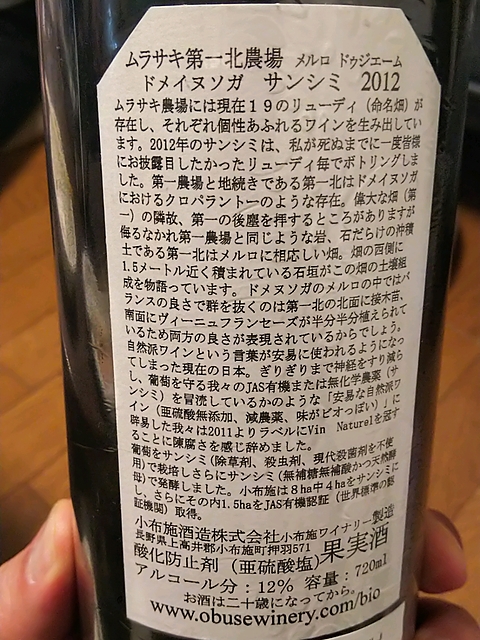 ムラサキ第一北農場 メルロ ドゥジエーム
ドメイヌソガ サンシミ 2012
ムラサキ農場には現在19のリューディ(命名畑)が
存在し、それぞれ個性あふれるワインを生み出してい
ます。2012年のサンシミは、私が死ぬまでに一度皆様
にお披露目したかったリューディ毎でボトリングしま
した。第一農場と地続きである第一北はドメイヌソガ
におけるクロパラントーのような存在。偉大な畑(第
一)の隣故、第一の後塵を押するところがありますが
侮るなかれ第一農場と同じような岩、石だらけの沖積
土である第一北はメルロに相応しい畑。畑の西側に
1.5メートル近く積まれている石垣がこの畑の土壌組
成を物語っています。ドメヌソガのメルロの中ではバ
ランスの良さで群を抜くのは第一北の北面に接木苗、
南面にヴィーニュフランセーズが半分半分植えられて
いるため両方の良さが表現されているからでしょう。
自然派ワインという言葉が安易に使われるようになっ
てしまった現在の日本。ぎりぎりまで神経をすり減ら
し、葡萄を守る我々のJAS有機または無化学農薬(サ
ンシミ)を冒涜しているかのような「安易な自然派ワ
イン(亜硫酸無添加、減農薬、味がビオっぽい)」に
辟易した我々は2011よりラベルにVin Naturelを冠す
ることに陳腐さを感じ辞めました。
葡萄をサンシミ(除草剤、殺虫剤、現代殺菌剤を不使
用)で栽培しさらにサンシミ(無補糖無補酸かつ天然酵
母)で発酵しました。小布施は8ha中4haをサンシミに
し、さらにその内1.5haをJAS有機認証(世界標準の認
証機関)取得。
小布施酒造株式会社小布施ワイナリー製造
長野県上高井郡小布施町押羽571 果実酒
酸化防止剤(亜硫酸塩)
アルコール分:12% 容量:720ml
お酒は二十歳になってから。
www.obusewinery.com/bio